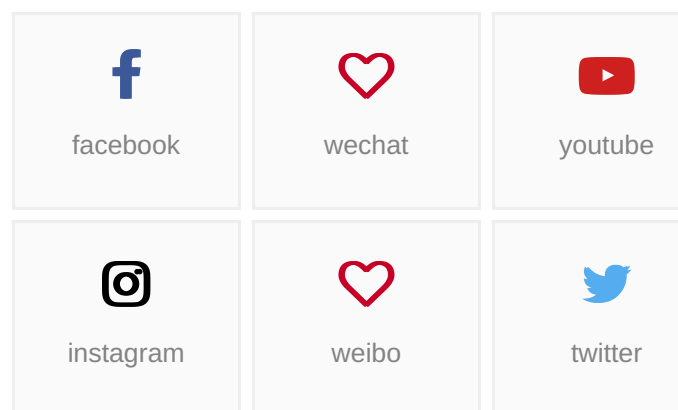 facebook
wechat
youtube
instagram
weibo
twitter